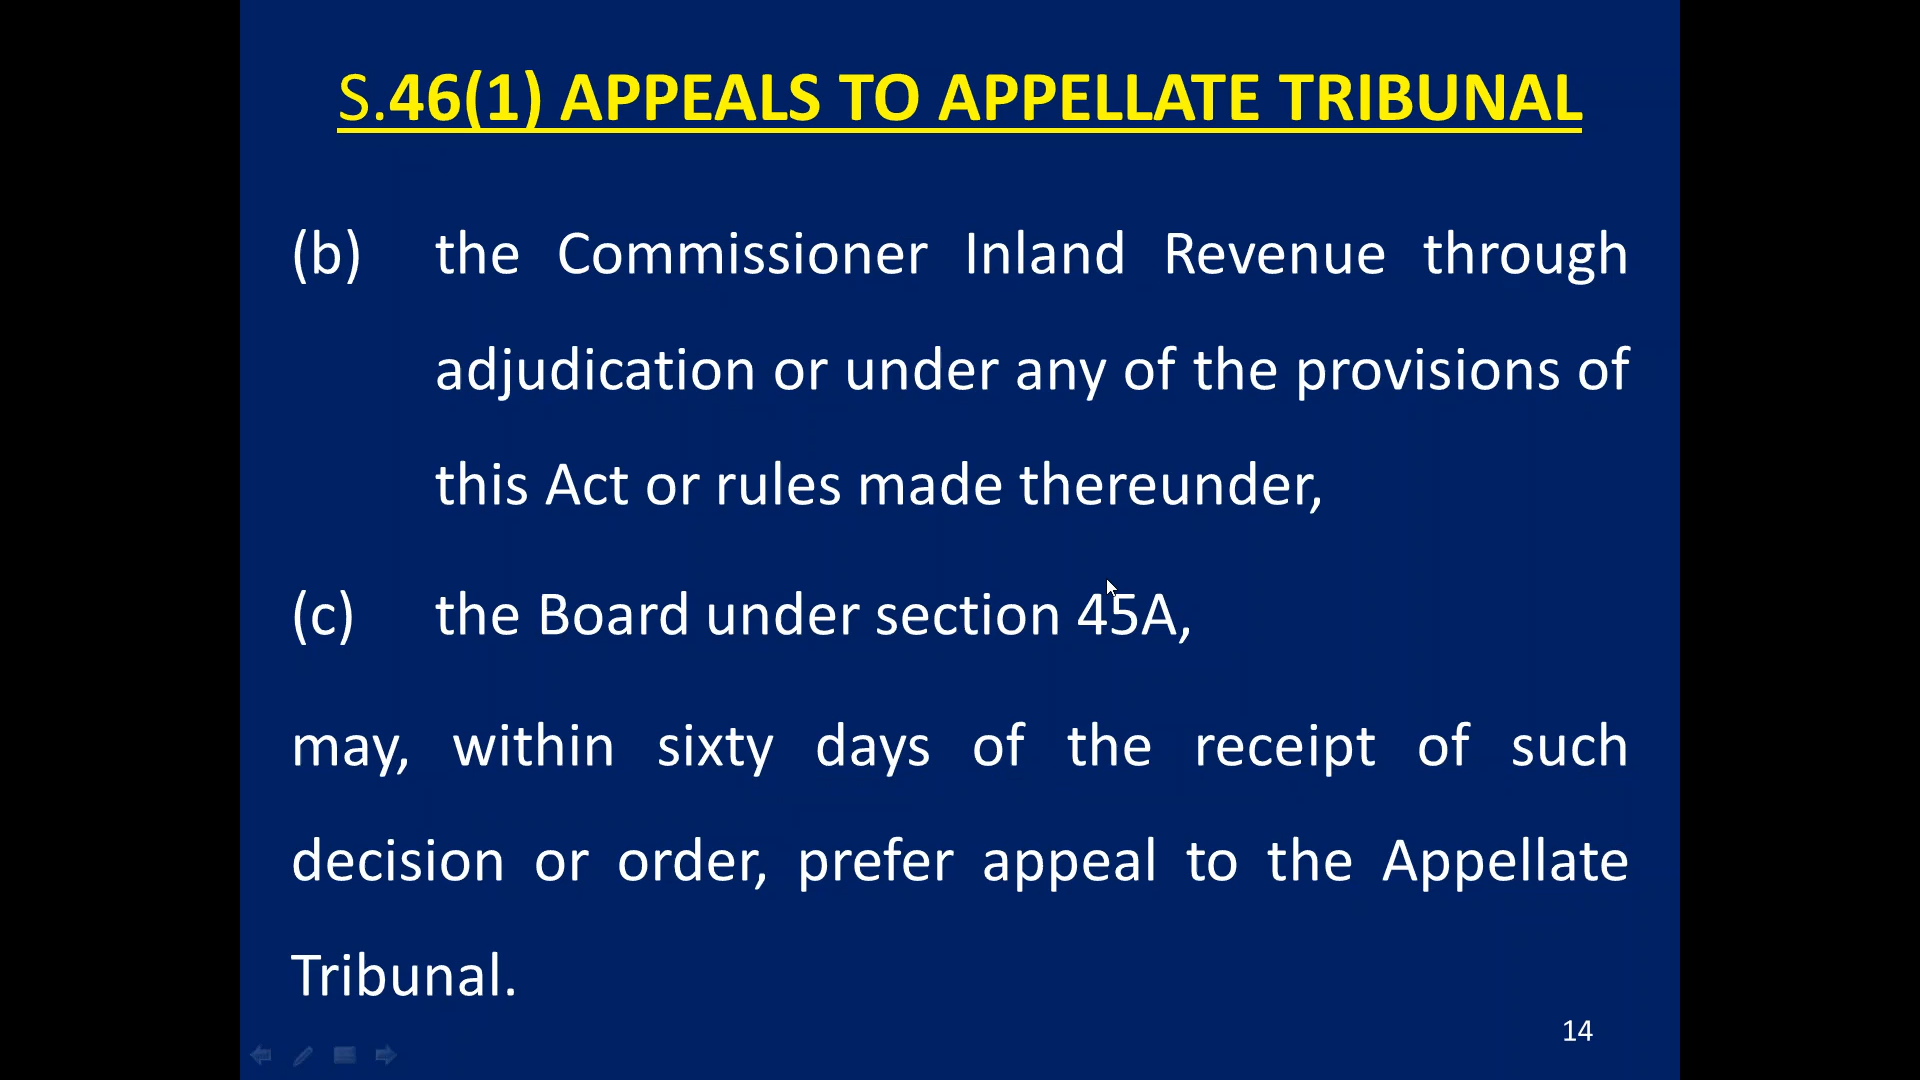 S.46(1) APPEALS TO APPELLATE TRIBUNAL
(b) the Commissioner Inland Revenue through
adjudication or under any of the provisions of
this Act or rules made thereunder,
(c) the Board under section 45A,
may, within sixty days of the receipt of such
decision or order, prefer appeal to the Appellate
Tribunal.
14